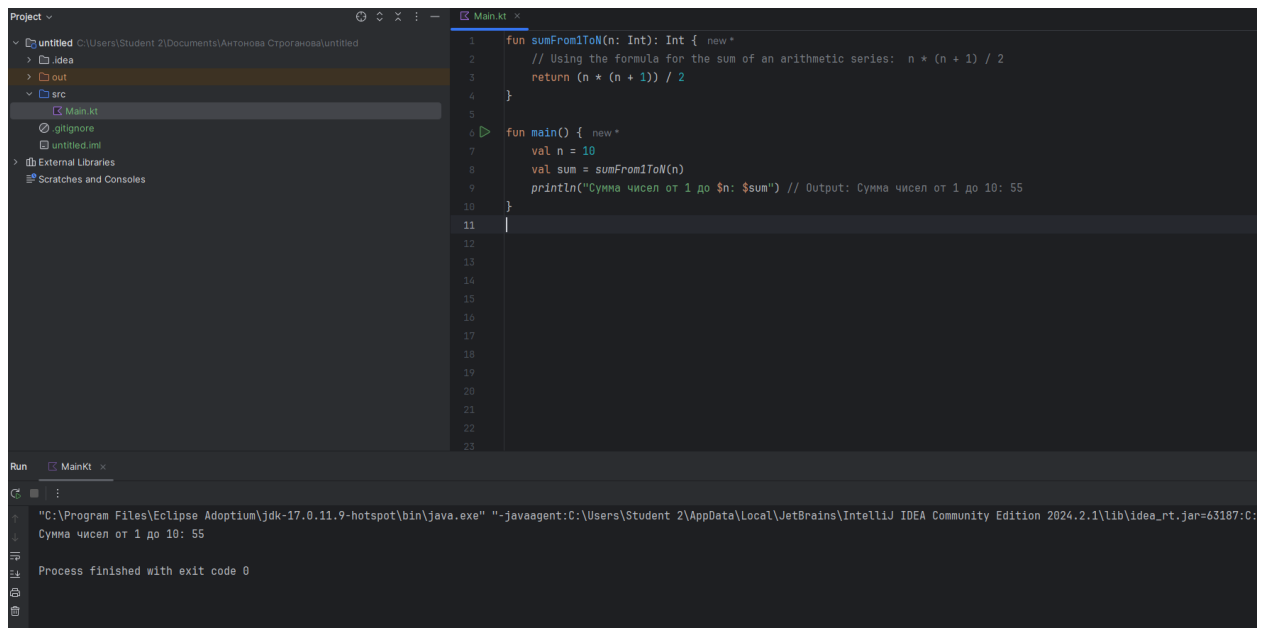 Project
Main.kt
untitled C:\Users\Student 2\Documents\Антонова Строганова\untitled
.idea
out
src
Main.kt
.gitignore
untitled.iml
External Libraries
Scratches and Consoles
1 fun sumFrom1ToN(n: Int): Int { new *
2 // Using the formula for the sum of an arithmetic series: n * (n + 1) / 2
3 return (n * (n + 1)) / 2
4 }
5
6 fun main() { new *
7 val n = 10
8 val sum = sumFrom1ToN(n)
9 println("Сумма чисел от 1 до $n: $sum") // Output: Сумма чисел от 1 до 10: 55
10 }
11
12
13
14
15
16
17
18
19
20
21
22
23
Run MainKt
"C:\Program Files\Eclipse Adoptium\jdk-17.0.11.9-hotspot\bin\java.exe" "-javaagent:C:\Users\Student 2\AppData\Local\JetBrains\IntelliJ IDEA Community Edition 2024.2.1\lib\idea_rt.jar=63187:C:
Сумма чисел от 1 до 10: 55
Process finished with exit code 0